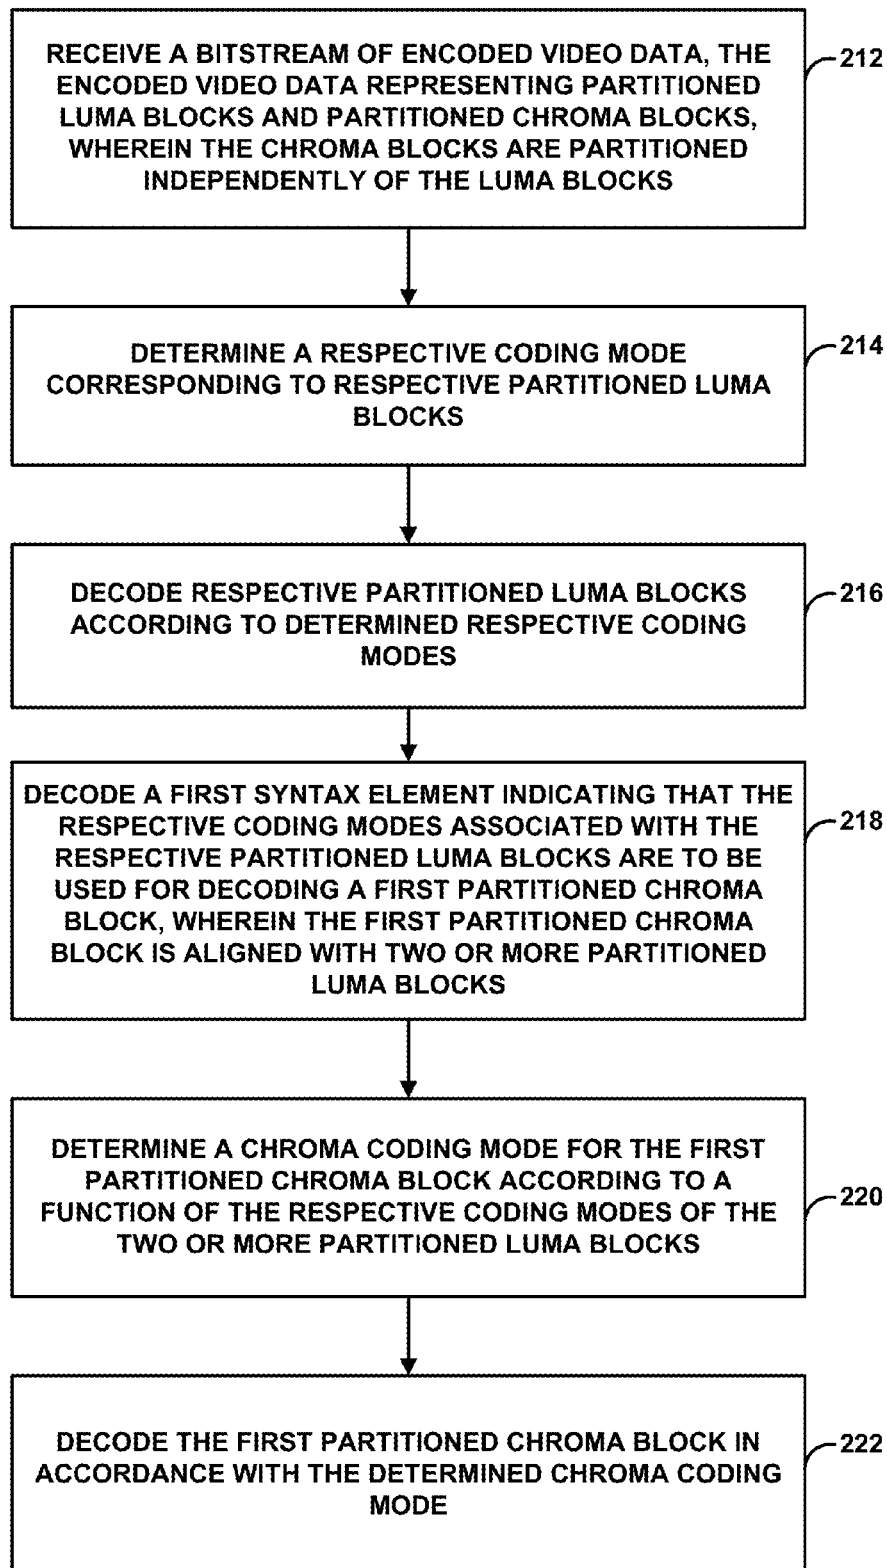 RECEIVE A BITSTREAM OF ENCODED VIDEO DATA, THE
ENCODED VIDEO DATA REPRESENTING PARTITIONED
LUMA BLOCKS AND PARTITIONED CHROMA BLOCKS,
WHEREIN THE CHROMA BLOCKS ARE PARTITIONED
INDEPENDENTLY OF THE LUMA BLOCKS
212
DETERMINE A RESPECTIVE CODING MODE
CORRESPONDING TO RESPECTIVE PARTITIONED LUMA
BLOCKS
214
DECODE RESPECTIVE PARTITIONED LUMA BLOCKS
ACCORDING TO DETERMINED RESPECTIVE CODING
MODES
216
DECODE A FIRST SYNTAX ELEMENT INDICATING THAT THE
RESPECTIVE CODING MODES ASSOCIATED WITH THE
RESPECTIVE PARTITIONED LUMA BLOCKS ARE TO BE
USED FOR DECODING A FIRST PARTITIONED CHROMA
BLOCK, WHEREIN THE FIRST PARTITIONED CHROMA
BLOCK IS ALIGNED WITH TWO OR MORE PARTITIONED
LUMA BLOCKS
218
DETERMINE A CHROMA CODING MODE FOR THE FIRST
PARTITIONED CHROMA BLOCK ACCORDING TO A
FUNCTION OF THE RESPECTIVE CODING MODES OF THE
TWO OR MORE PARTITIONED LUMA BLOCKS
220
DECODE THE FIRST PARTITIONED CHROMA BLOCK IN
ACCORDANCE WITH THE DETERMINED CHROMA CODING
MODE
222